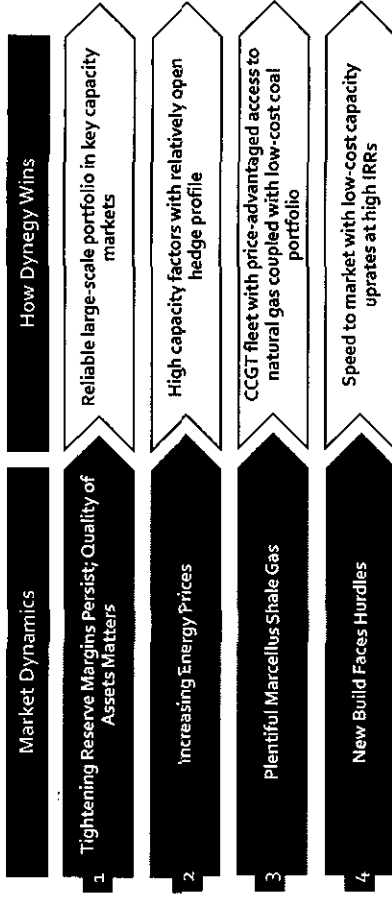 Market Dynamics
How Dynegy Wins
1
Tightening Reserve Margins Persist; Quality of
Assets Matters
Reliable large-scale portfolio in key capacity
markets
2
Increasing Energy Prices
High capacity factors with relatively open
hedge profile
3
Plentiful Marcellus Shale Gas
CCGT fleet with price-advantaged access to
natural gas coupled with low-cost coal
portfolio
4
New Build Faces Hurdles
Speed to market with low-cost capacity
uprates at high IRRs